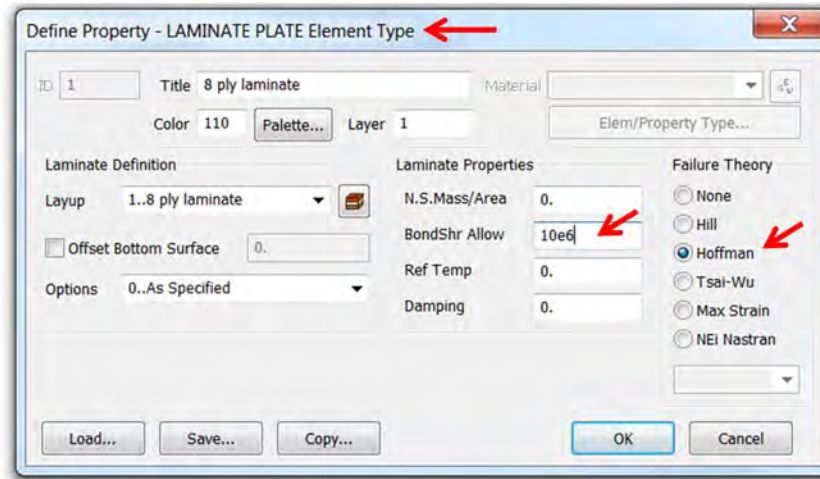 Define Property - LAMINATE PLATE Element Type
ID 1 Title 8 ply laminate Material
Color 110 Palette... Layer 1 Elem/Property Type...
Laminate Definition Laminate Properties Failure Theory
Layup 1..8 ply laminate N.S.Mass/Area 0. None
Hill
BondShr Allow 10e6
Offset Bottom Surface 0. Hoffman
Ref Temp 0. Tsai-Wu
Options 0..As Specified
Damping 0. Max Strain
NEi Nastran
Load... Save... Copy... OK Cancel